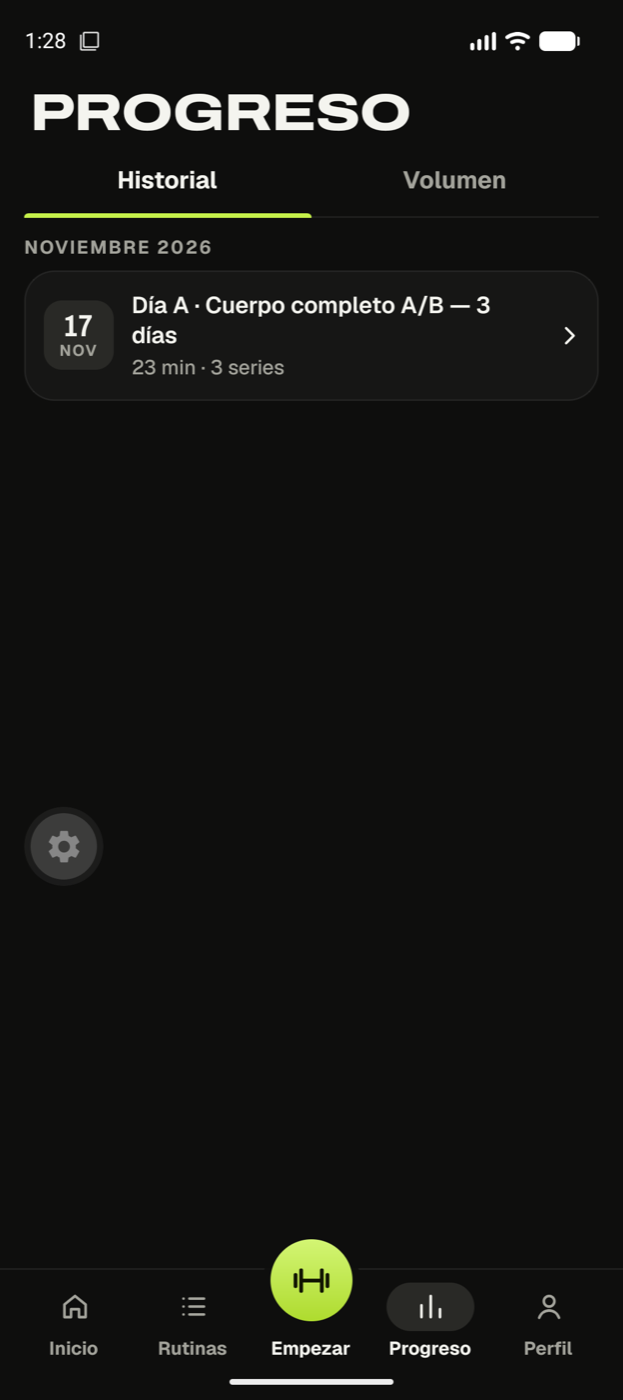 1:28
PROGRESO
Historial
Volumen
NOVIEMBRE 2026
17
NOV
Día A · Cuerpo completo A/B — 3
días
23 min · 3 series
Inicio
Rutinas
Empezar
Progreso
Perfil